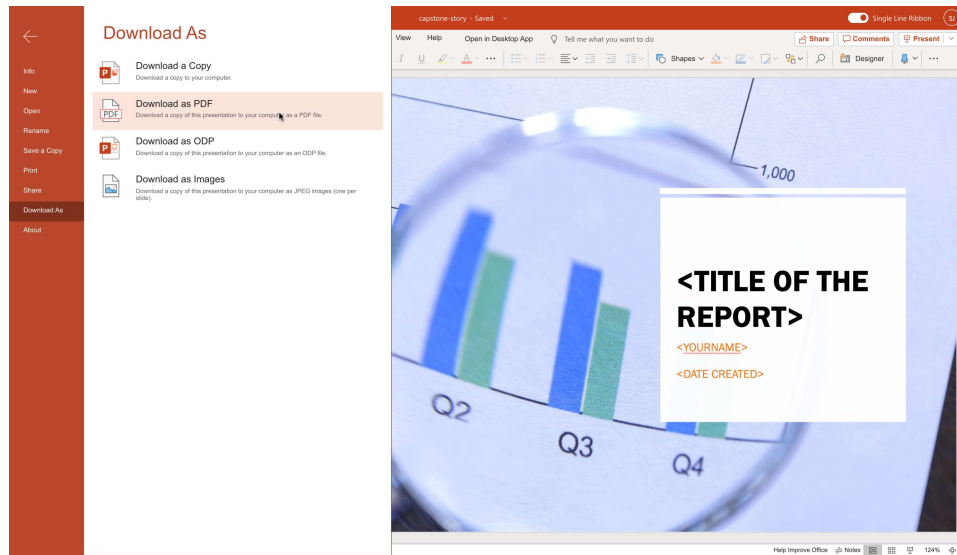 Download As
Info
New
Open
Rename
Save a Copy
Print
Share
Download As
About
Download a Copy
Download a copy to your computer.
PDF
Download as PDF
Download a copy of this presentation to your computer as a PDF file.
Download as ODP
Download a copy of this presentation to your computer as an ODP file.
Download as Images
Download a copy of this presentation to your computer as JPEG images (one per
slide).
capstone-story - Saved
Single Line Ribbon
SJ
View Help Open in Desktop App Tell me what you want to do Share Comments Present
I U A Shapes Designer
1,000
<TITLE OF THE
REPORT>
<YOURNAME>
<DATE CREATED>
Q2
Q3
Q4
Help Improve Office Notes 124%